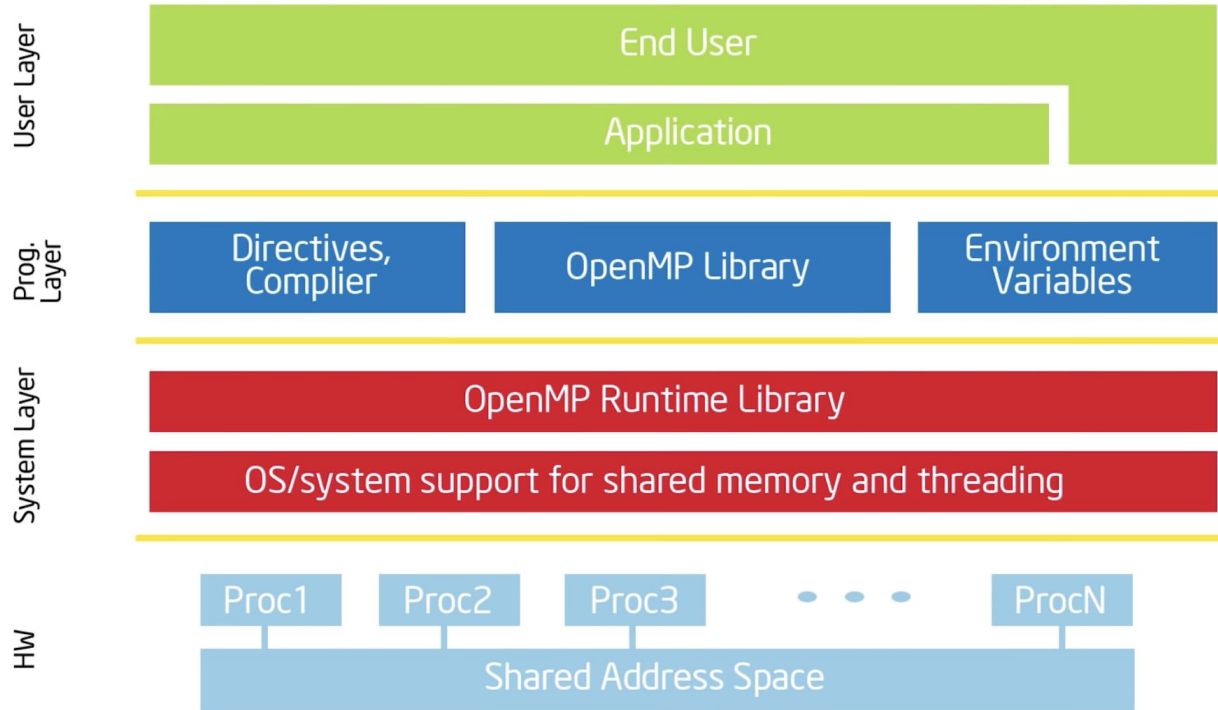 User Layer
End User
Application
Prog.
Layer
Directives,
Complier
OpenMP Library
Environment
Variables
System Layer
OpenMP Runtime Library
OS/system support for shared memory and threading
HW
Proc1
Proc2
Proc3
ProcN
Shared Address Space